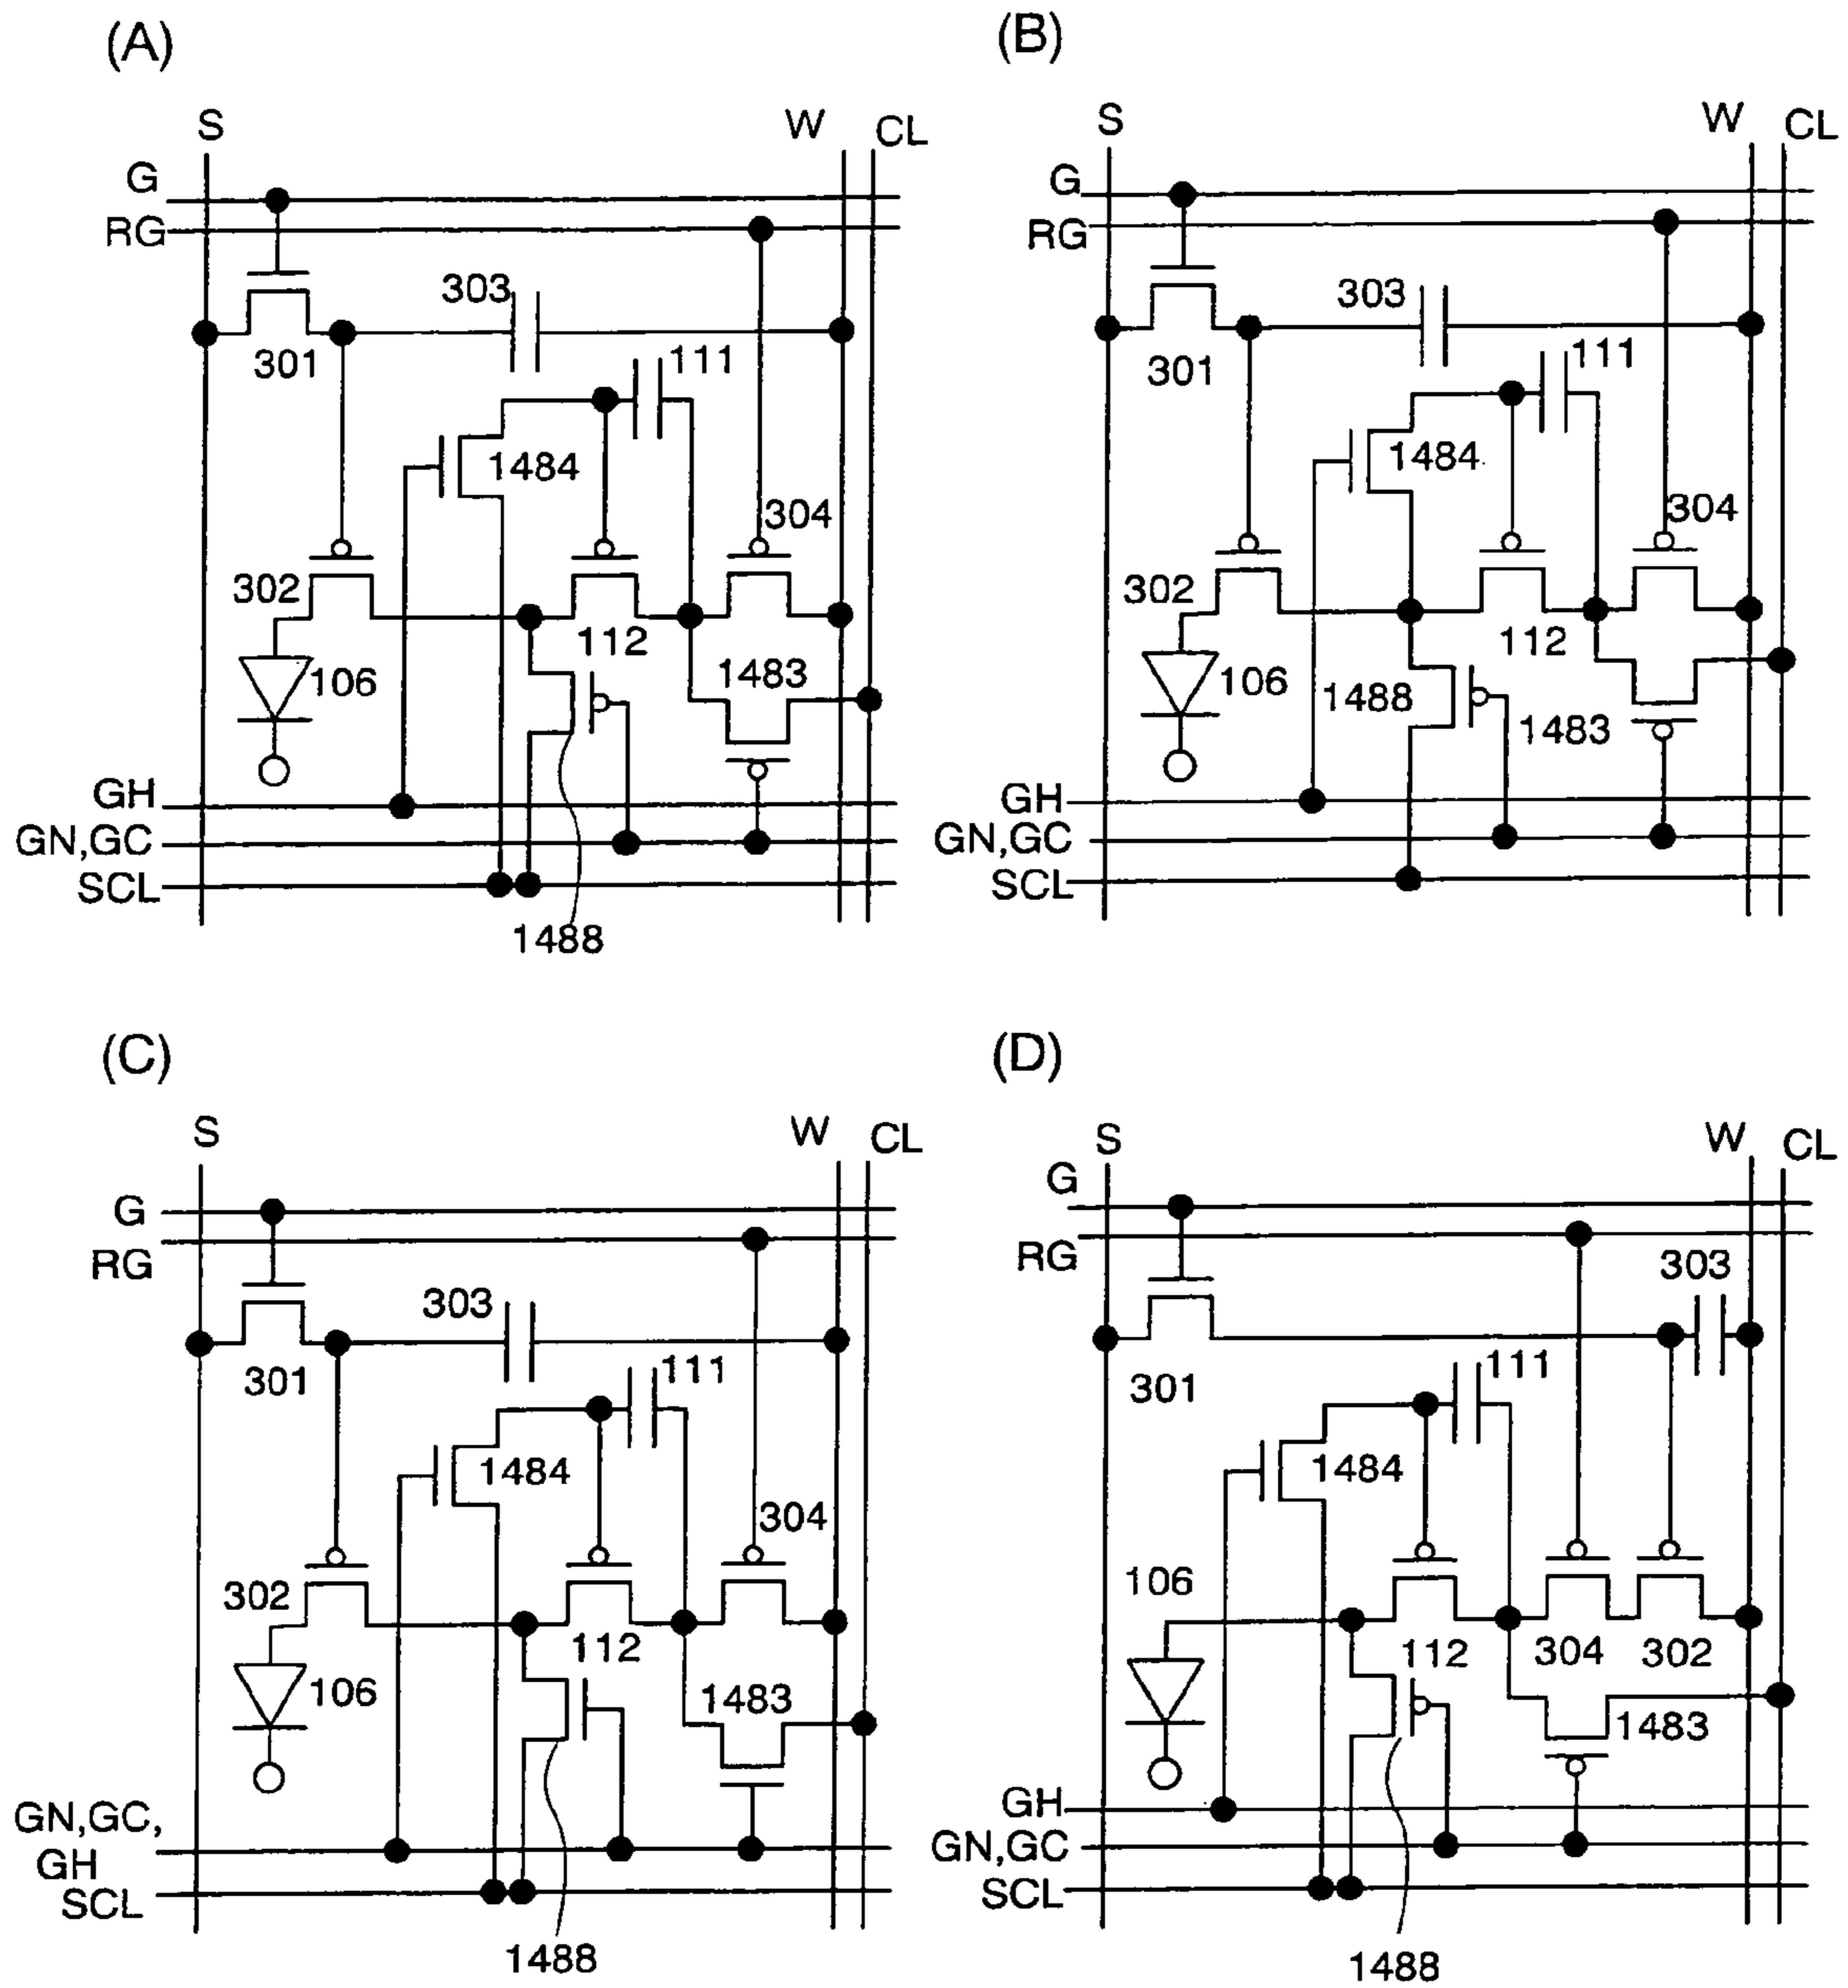 (A)
S
W
CL
G
RG
303
301
111
1484
304
302
112
1483
106
GH
GN,GC
SCL
1488
(B)
S
W
CL
G
RG
303
301
111
1484
304
302
112
106
1488
1483
GH
GN,GC
SCL
(C)
S
W
CL
G
RG
303
301
111
1484
304
302
112
106
1483
GN,GC,
GH
SCL
1488
(D)
S
W
CL
G
RG
303
301
111
1484
106
112
304
302
1483
GH
GN,GC
SCL
1488